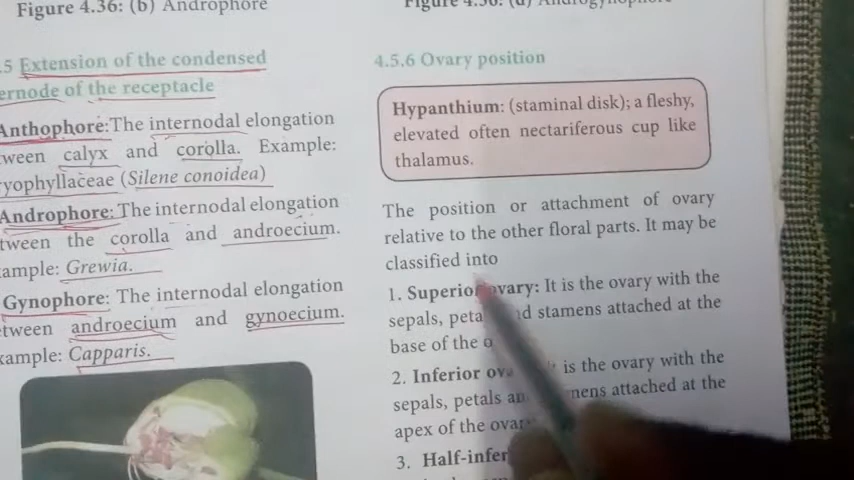 Figure 4.36: (b) Androphore
.5 Extension of the condensed
ernode of the receptacle
Anthophore: The internodal elongation
ween calyx and corolla. Example:
ryophyllaceae (Silene conoidea)
Androphore: The internodal elongation
tween the corolla and androecium.
ample: Grewia.
Gynophore: The internodal elongation
tween androecium and gynoecium.
xample: Capparis.
4.5.6 Ovary position
Hypanthium: (staminal disk); a fleshy,
elevated often nectariferous cup like
thalamus.
The position or attachment of ovary
relative to the other floral parts. It may be
classified into
1. Superior ovary: It is the ovary with the
sepals, peta d stamens attached at the
base of the o
2. Inferior ova is the ovary with the
sepals, petals an mens attached at the
apex of the ovar
3. Half-infer